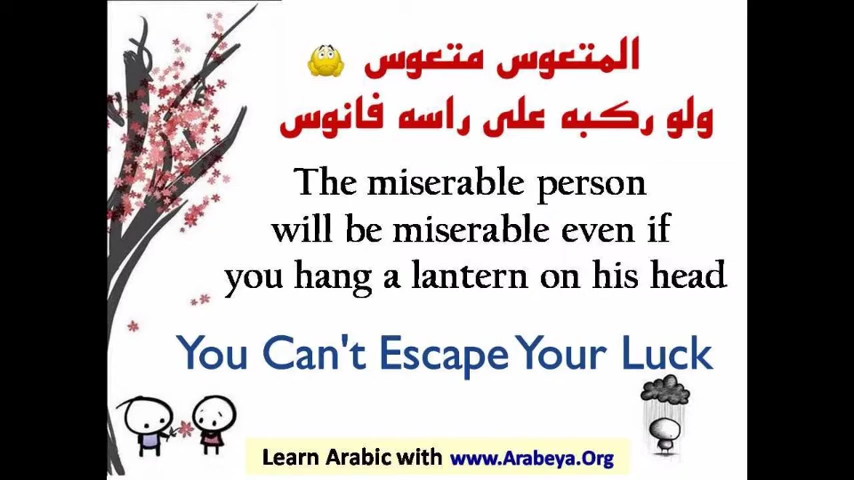 المتعوس متعوس
ولو ركبه على راسه فانوس
The miserable person
will be miserable even if
you hang a lantern on his head
You Can't Escape Your Luck
Learn Arabic with www.Arabeya.Org